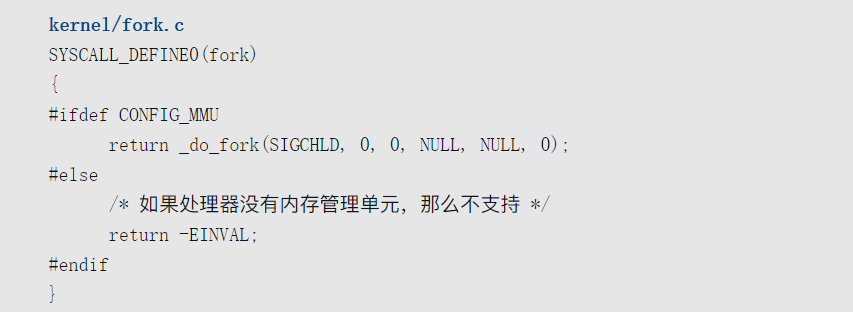 kernel/fork.c
SYSCALL_DEFINE0(fork)
{
#ifdef CONFIG_MMU
      return _do_fork(SIGCHLD, 0, 0, NULL, NULL, 0);
#else
      /* 如果处理器没有内存管理单元，那么不支持 */
      return -EINVAL;
#endif
}